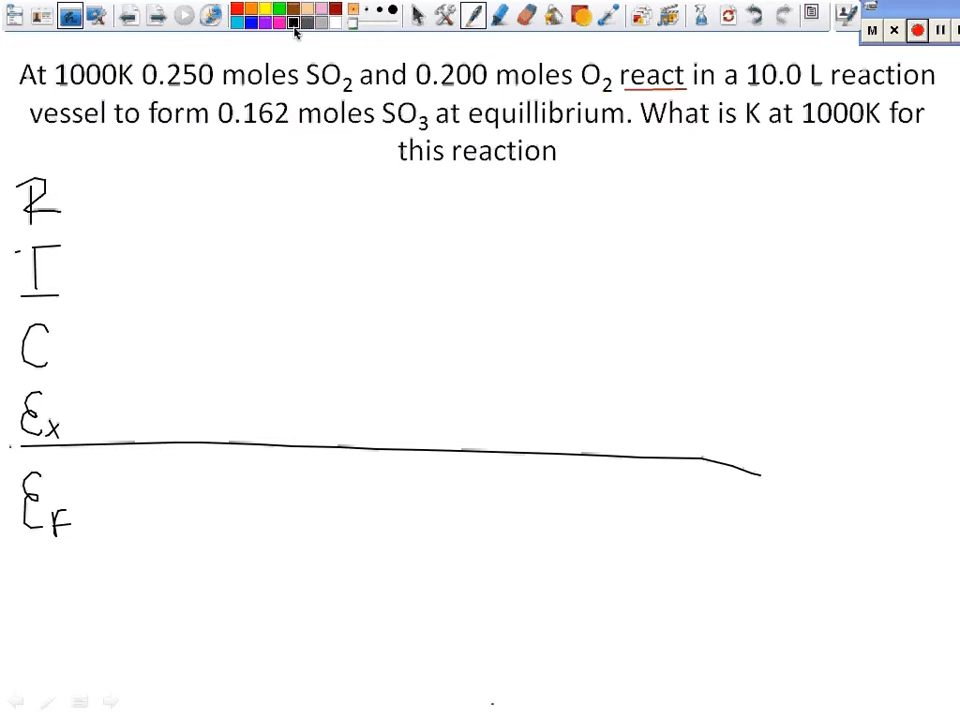 M
At 1000K 0.250 moles SO₂ and 0.200 moles O₂ react in a 10.0 L reaction
vessel to form 0.162 moles SO₃ at equillibrium. What is K at 1000K for
this reaction
R
I
C
Ex
EF